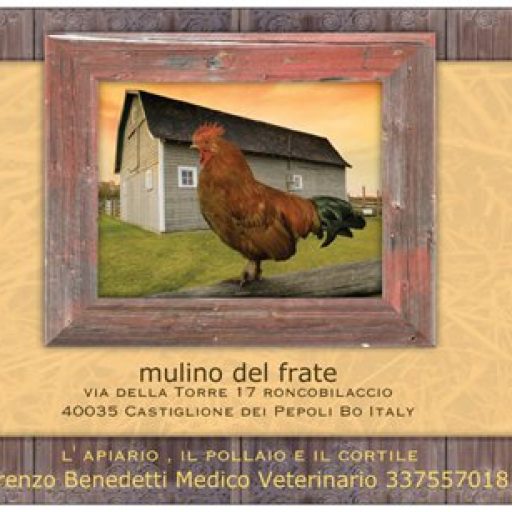 mulino del frate
via della Torre 17 roncobilaccio
40035 Castiglione dei Pepoli Bo Italy
L' apiario , il pollaio e il cortile
renzo Benedetti Medico Veterinario 337557018